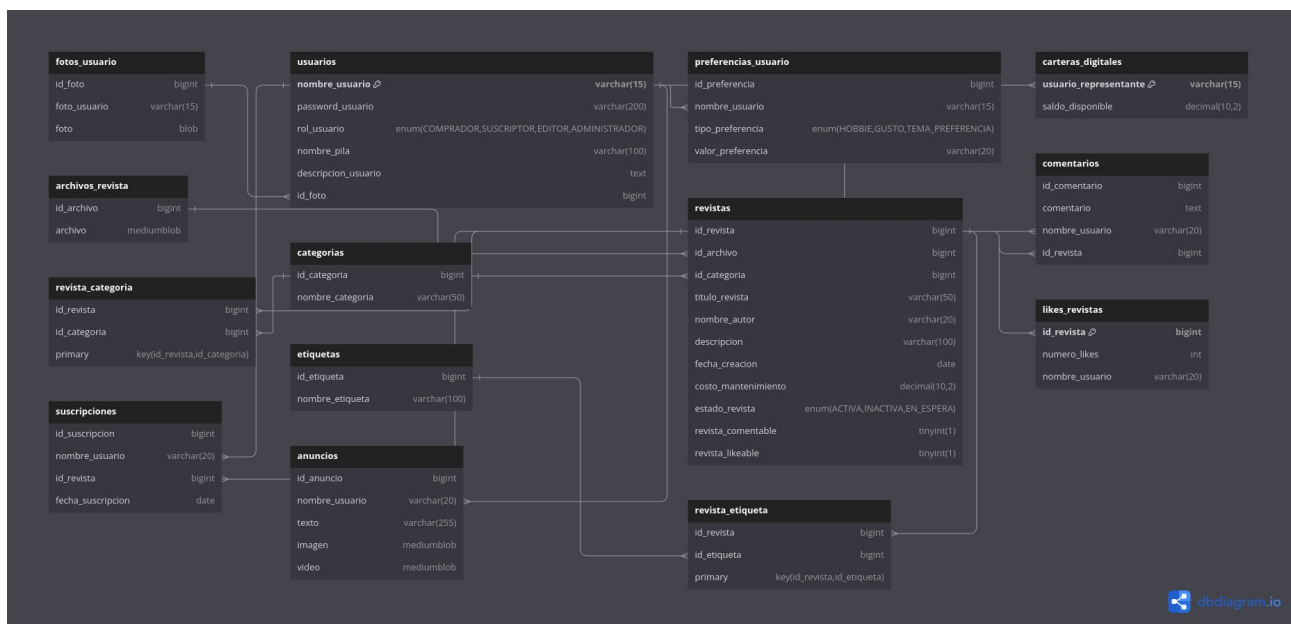 fotos_usuario
id_foto bigint
foto_usuario varchar(15)
foto blob
archivos_revista
id_archivo bigint
archivo mediumblob
revista_categoria
id_revista bigint
id_categoria bigint
primary key(id_revista,id_categoria)
suscripciones
id_suscripcion bigint
nombre_usuario varchar(20)
id_revista bigint
fecha_suscripcion date
usuarios
nombre_usuario varchar(15)
password_usuario varchar(200)
rol_usuario enum(COMPRADOR,SUSCRIPTOR,EDITOR,ADMINISTRADOR)
nombre_pila varchar(100)
descripcion_usuario text
id_foto bigint
categorias
id_categoria bigint
nombre_categoria varchar(50)
etiquetas
id_etiqueta bigint
nombre_etiqueta varchar(100)
anuncios
id_anuncio bigint
nombre_usuario varchar(20)
texto varchar(255)
imagen mediumblob
video mediumblob
preferencias_usuario
id_preferencia bigint
nombre_usuario varchar(15)
tipo_preferencia enum(HOBBIE,GUSTO,TEMA_PREFERENCIA)
valor_preferencia varchar(20)
revistas
id_revista bigint
id_archivo bigint
id_categoria bigint
titulo_revista varchar(50)
nombre_autor varchar(20)
descripcion varchar(100)
fecha_creacion date
costo_mantenimiento decimal(10,2)
estado_revista enum(ACTIVA,INACTIVA,EN_ESPERA)
revista_comentable tinyint(1)
revista_likeable tinyint(1)
revista_etiqueta
id_revista bigint
id_etiqueta bigint
primary key(id_revista,id_etiqueta)
carteras_digitales
usuario_representante varchar(15)
saldo_disponible decimal(10,2)
comentarios
id_comentario bigint
comentario text
nombre_usuario varchar(20)
id_revista bigint
likes_revistas
id_revista bigint
numero_likes int
nombre_usuario varchar(20)
dbdiagram.io